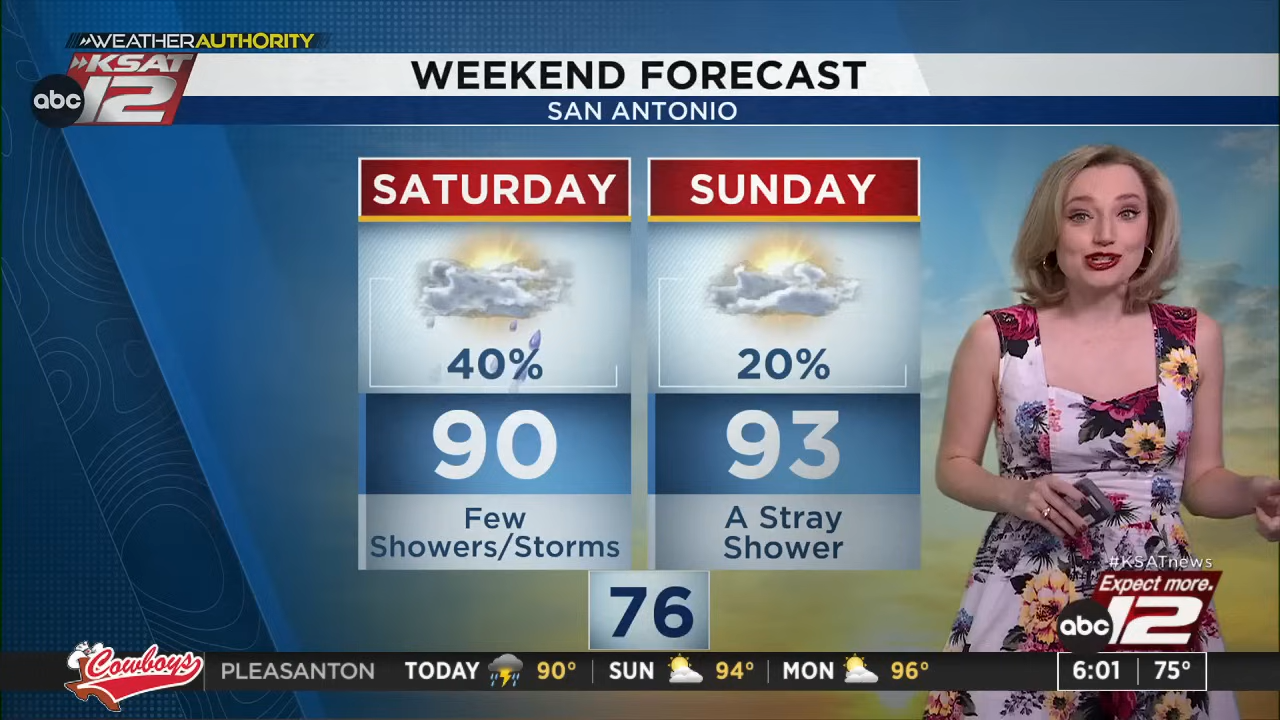 WEATHERAUTHORITY
KSAT
abc 12
WEEKEND FORECAST
SAN ANTONIO
SATURDAY
40%
90
Few
Showers/Storms
SUNDAY
20%
93
A Stray
Shower
76
#KSATnews
Expect more.
abc 12
Cowboys
PLEASANTON TODAY 90° SUN 94° MON 96°
6:01 75°